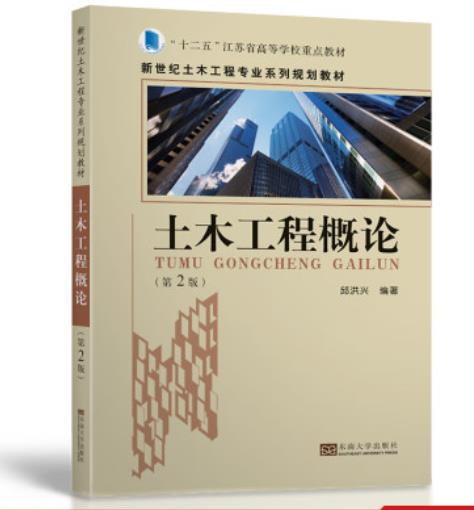 新世纪土木工程专业系列规划教材
土木工程概论
(第2版)
“十二五”江苏省高等学校重点教材
新世纪土木工程专业系列规划教材
土木工程概论
TUMU GONGCHENG GAILUN
(第2版)
邱洪兴 编著
东南大学出版社
SOUTHEAST UNIVERSITY PRESS